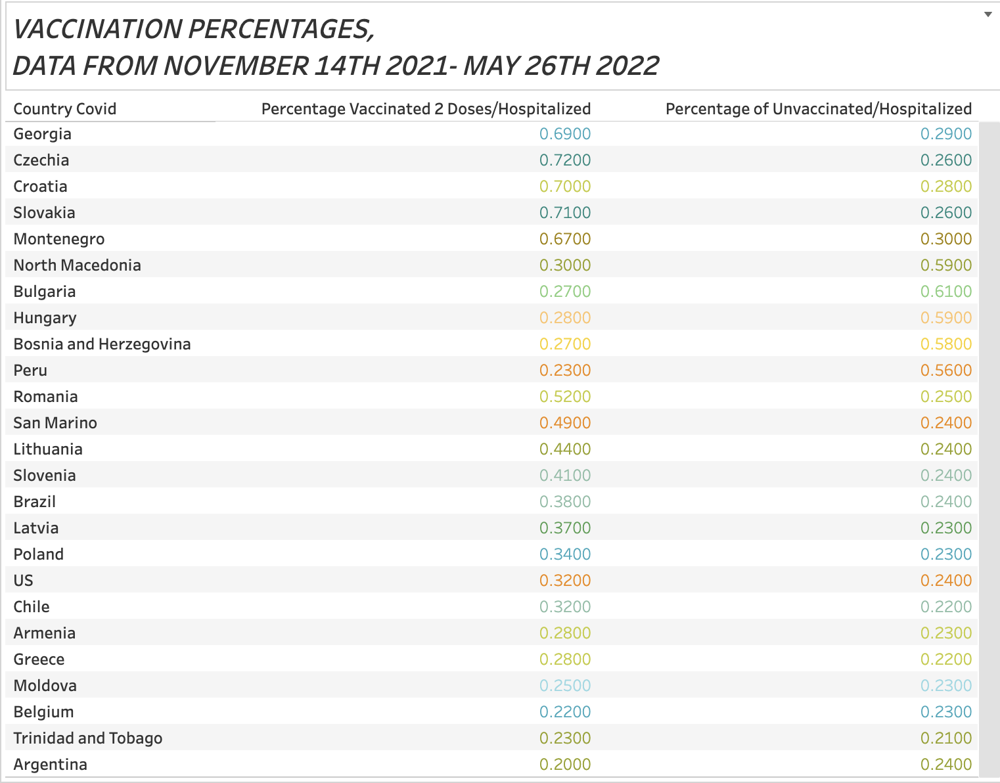 VACCINATION PERCENTAGES,
DATA FROM NOVEMBER 14TH 2021- MAY 26TH 2022
Country Covid Percentage Vaccinated 2 Doses/Hospitalized Percentage of Unvaccinated/Hospitalized
Georgia 0.6900 0.2900
Czechia 0.7200 0.2600
Croatia 0.7000 0.2800
Slovakia 0.7100 0.2600
Montenegro 0.6700 0.3000
North Macedonia 0.3000 0.5900
Bulgaria 0.2700 0.6100
Hungary 0.2800 0.5900
Bosnia and Herzegovina 0.2700 0.5800
Peru 0.2300 0.5600
Romania 0.5200 0.2500
San Marino 0.4900 0.2400
Lithuania 0.4400 0.2400
Slovenia 0.4100 0.2400
Brazil 0.3800 0.2400
Latvia 0.3700 0.2300
Poland 0.3400 0.2300
US 0.3200 0.2400
Chile 0.3200 0.2200
Armenia 0.2800 0.2300
Greece 0.2800 0.2200
Moldova 0.2500 0.2300
Belgium 0.2200 0.2300
Trinidad and Tobago 0.2300 0.2100
Argentina 0.2000 0.2400